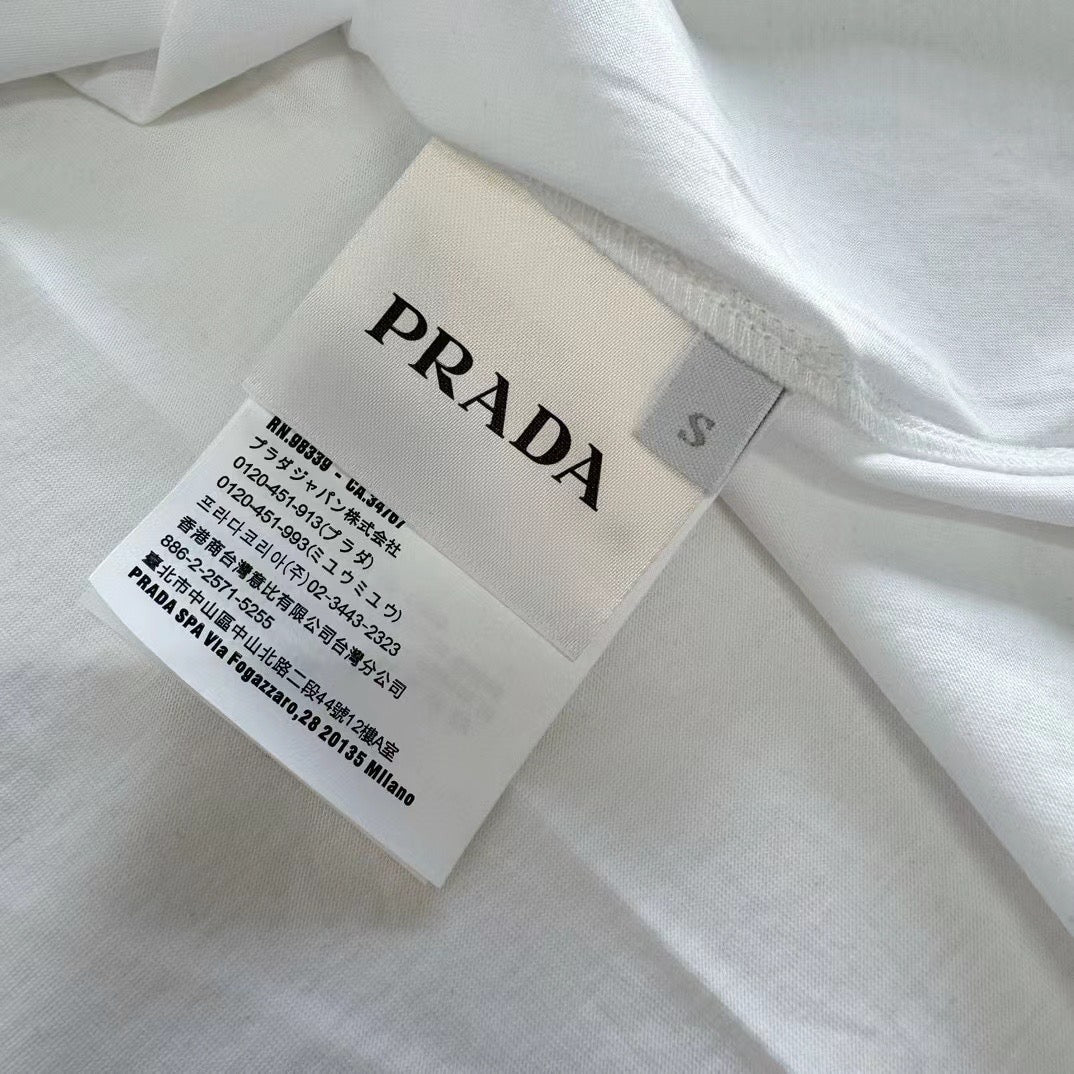 PRADA
S
RN.98339 - CA.34767
プラダジャパン株式会社
0120-451-913(プラダ)
0120-451-993(ミュウミュウ)
프라다코리아(주)02-3443-2323
香港商台灣意比有限公司台灣分公司
886-2-2571-5255
臺北市中山區中山北路二段44號12樓A室
PRADA SPA Via Fogazzaro,28 20135 Milano